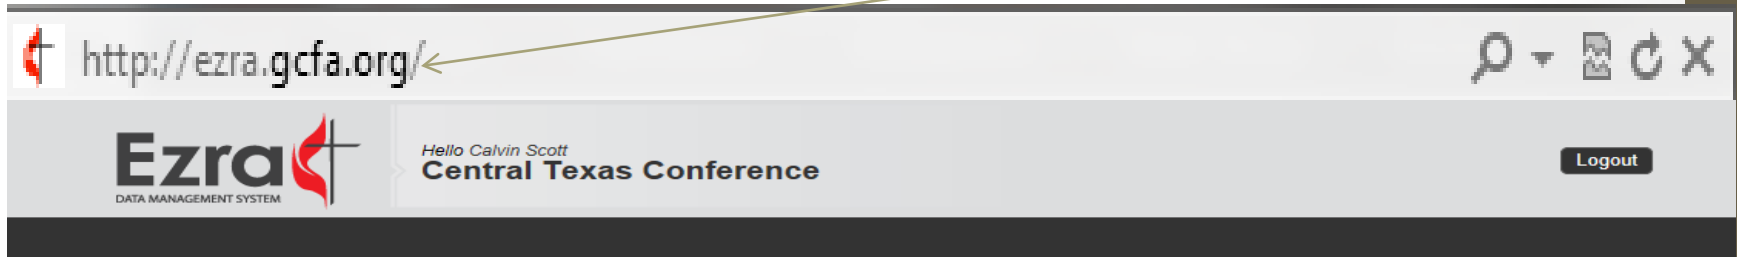 http://ezra.gcfa.org/
Ezra
DATA MANAGEMENT SYSTEM
Hello Calvin Scott
Central Texas Conference
Logout